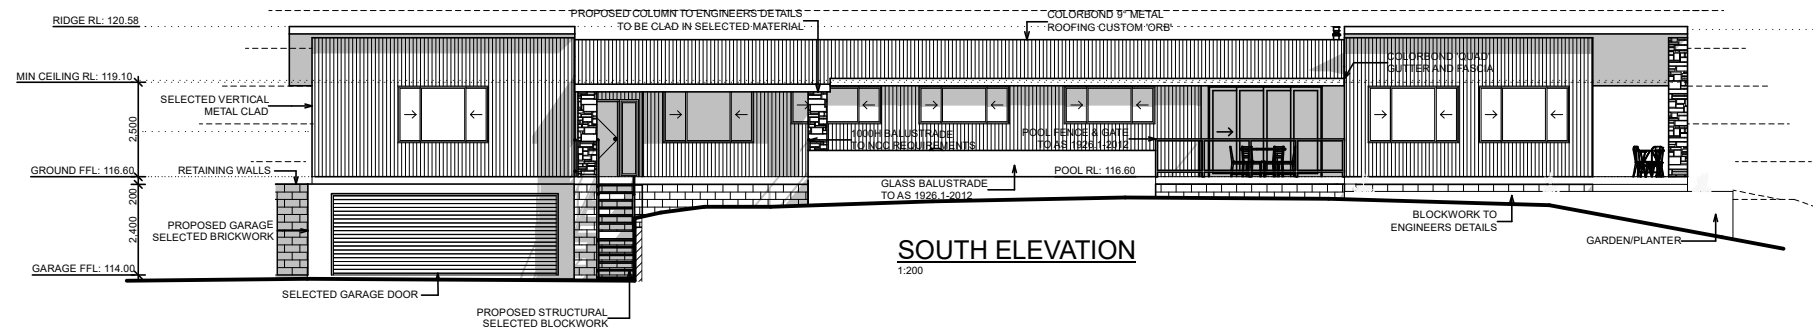 RIDGE RL: 120.58
PROPOSED COLUMN TO ENGINEERS DETAILS
TO BE CLAD IN SELECTED MATERIAL
COLORBOND 9° METAL
ROOFING CUSTOM 'ORB'
MIN CEILING RL: 119.10
COLORBOND 'QUAD'
GUTTER AND FASCIA
SELECTED VERTICAL
METAL CLAD
2,500
1000H BALUSTRADE
TO NCC REQUIREMENTS
POOL FENCE & GATE
TO AS 1926.1-2012
GROUND FFL: 116.60
RETAINING WALLS
POOL RL: 116.60
GLASS BALUSTRADE
TO AS 1926.1-2012
200
2,400
PROPOSED GARAGE
SELECTED BRICKWORK
BLOCKWORK TO
ENGINEERS DETAILS
GARDEN/PLANTER
SOUTH ELEVATION
1:200
GARAGE FFL: 114.00
SELECTED GARAGE DOOR
PROPOSED STRUCTURAL
SELECTED BLOCKWORK